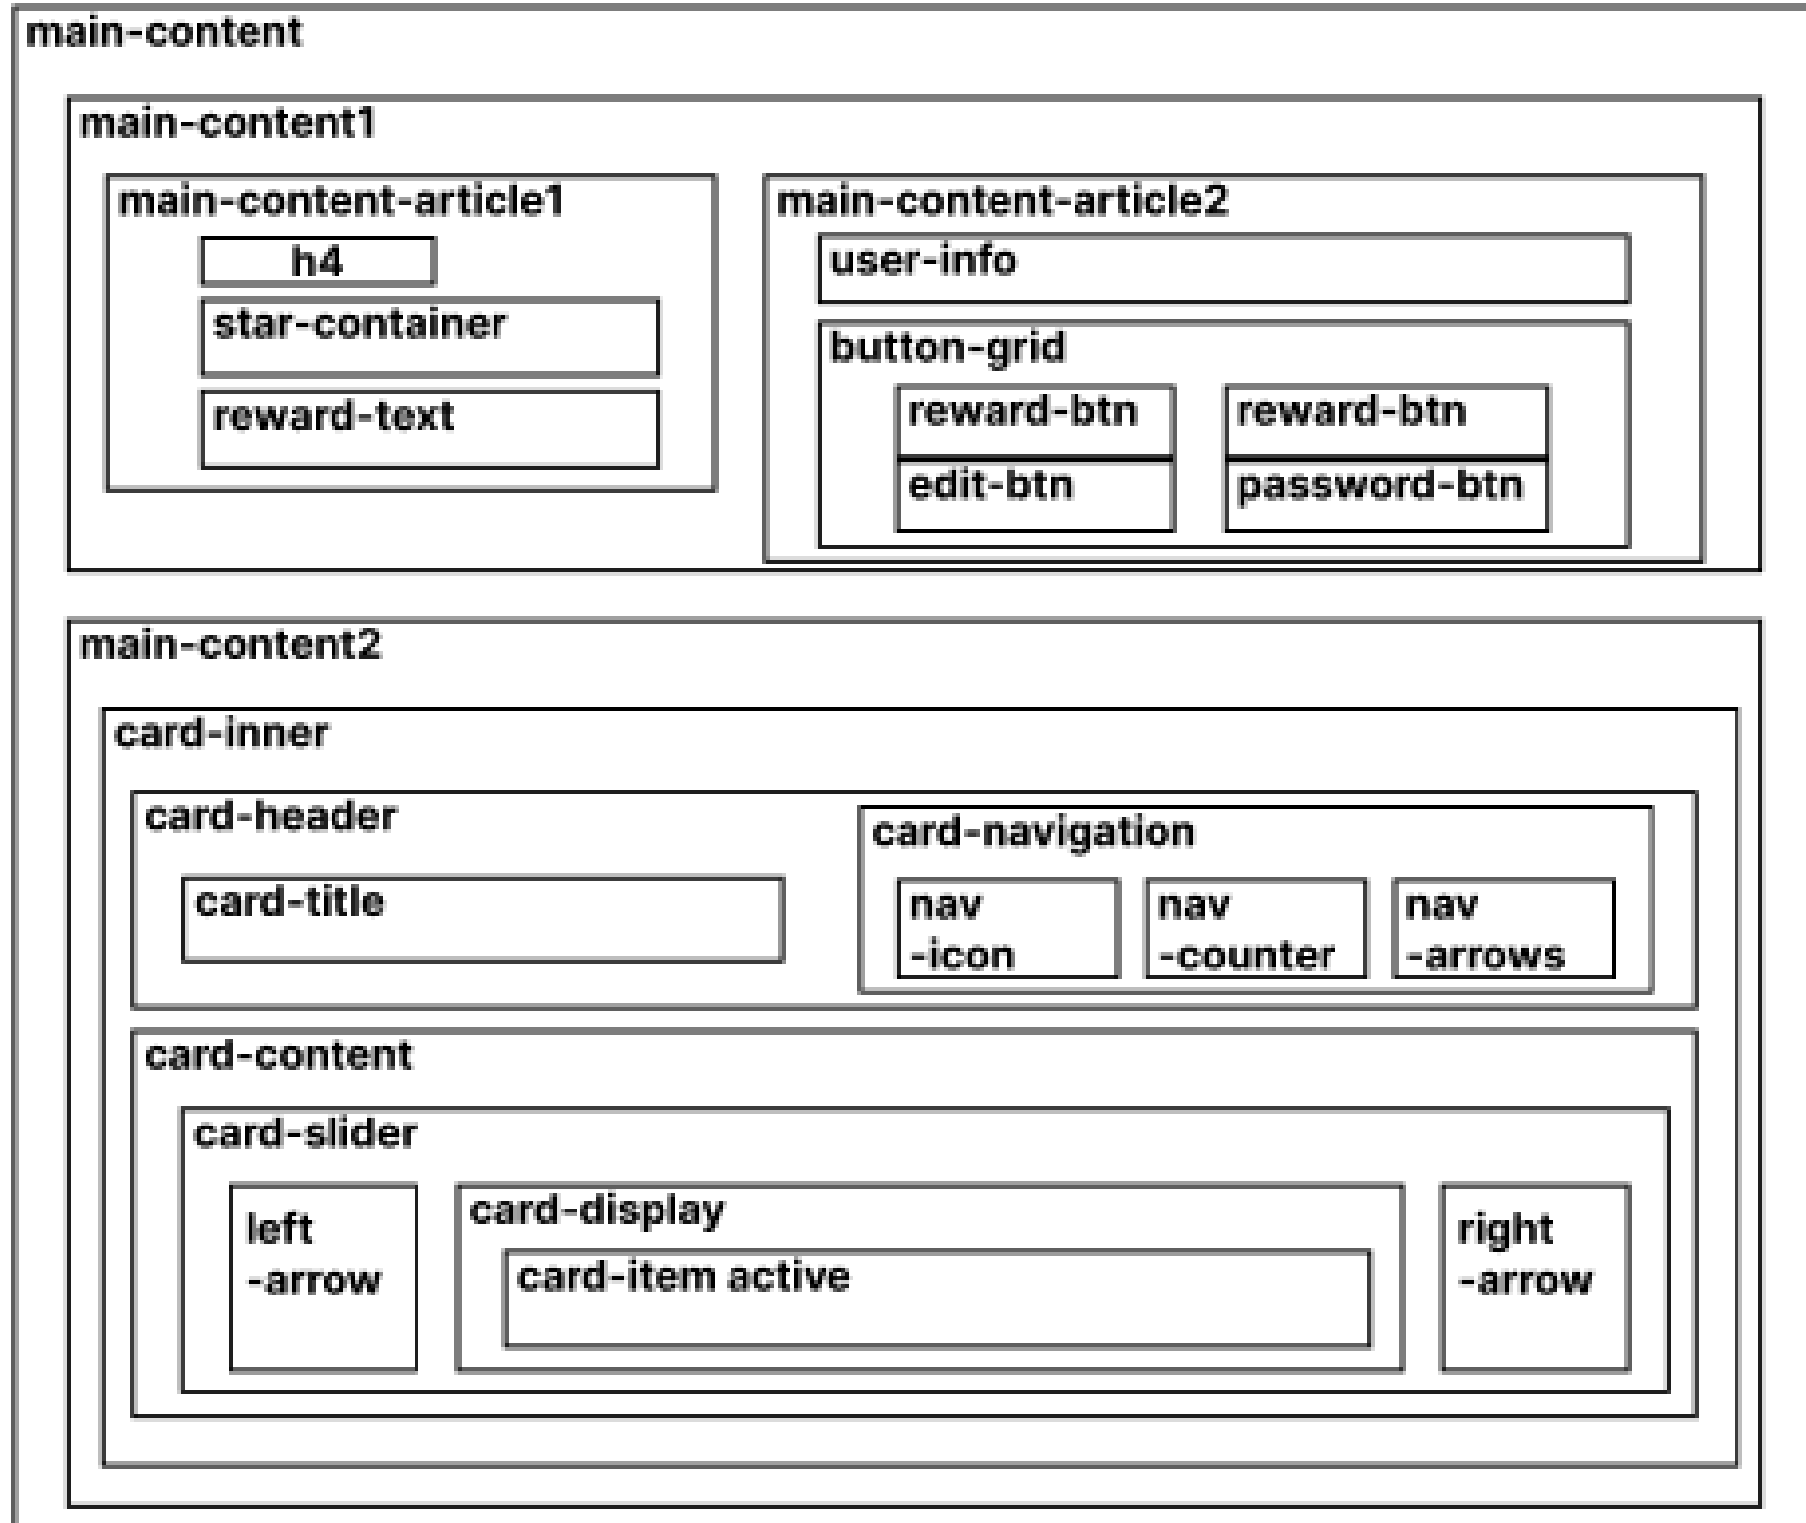 main-content
main-content1
main-content-article1
h4
star-container
reward-text
main-content-article2
user-info
button-grid
reward-btn
edit-btn
reward-btn
password-btn
main-content2
card-inner
card-header
card-title
card-navigation
nav
-icon
nav
-counter
nav
-arrows
card-content
card-slider
left
-arrow
card-display
card-item active
right
-arrow